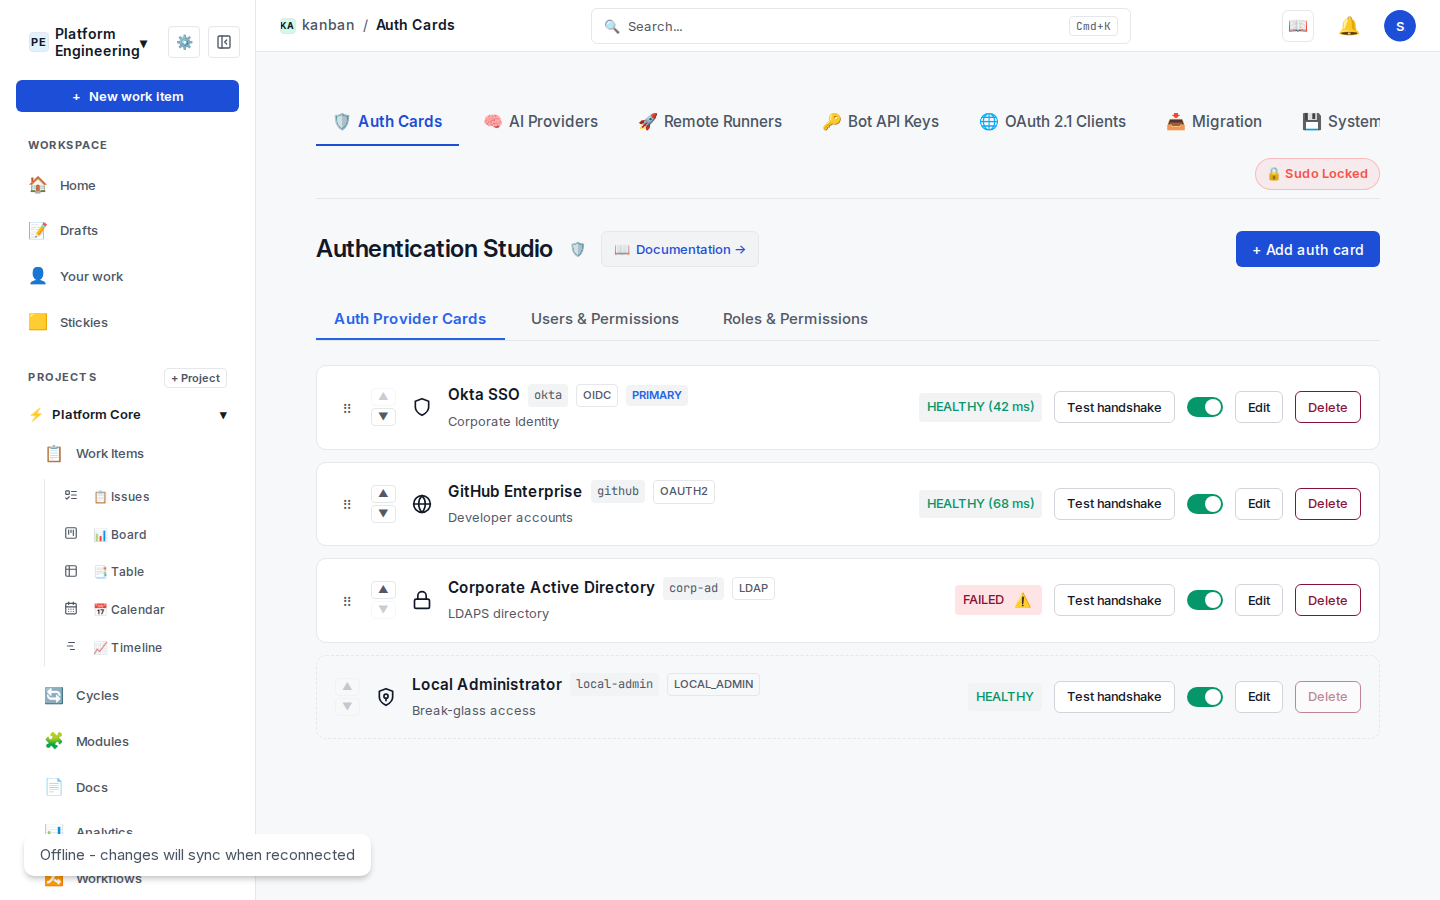 PE Platform Engineering ▾
+ New work item
WORKSPACE
Home
Drafts
Your work
Stickies
PROJECTS
+ Project
Platform Core ▾
Work Items
Issues
Board
Table
Calendar
Timeline
Cycles
Modules
Docs
Analytics
Workflows
Offline - changes will sync when reconnected
KA kanban / Auth Cards
Search...
Cmd+K
S
Auth Cards
AI Providers
Remote Runners
Bot API Keys
OAuth 2.1 Clients
Migration
System
Sudo Locked
Authentication Studio
Documentation →
+ Add auth card
Auth Provider Cards
Users & Permissions
Roles & Permissions
Okta SSO okta OIDC PRIMARY
Corporate Identity
HEALTHY (42 ms) Test handshake Edit Delete
GitHub Enterprise github OAUTH2
Developer accounts
HEALTHY (68 ms) Test handshake Edit Delete
Corporate Active Directory corp-ad LDAP
LDAPS directory
FAILED Test handshake Edit Delete
Local Administrator local-admin LOCAL_ADMIN
Break-glass access
HEALTHY Test handshake Edit Delete